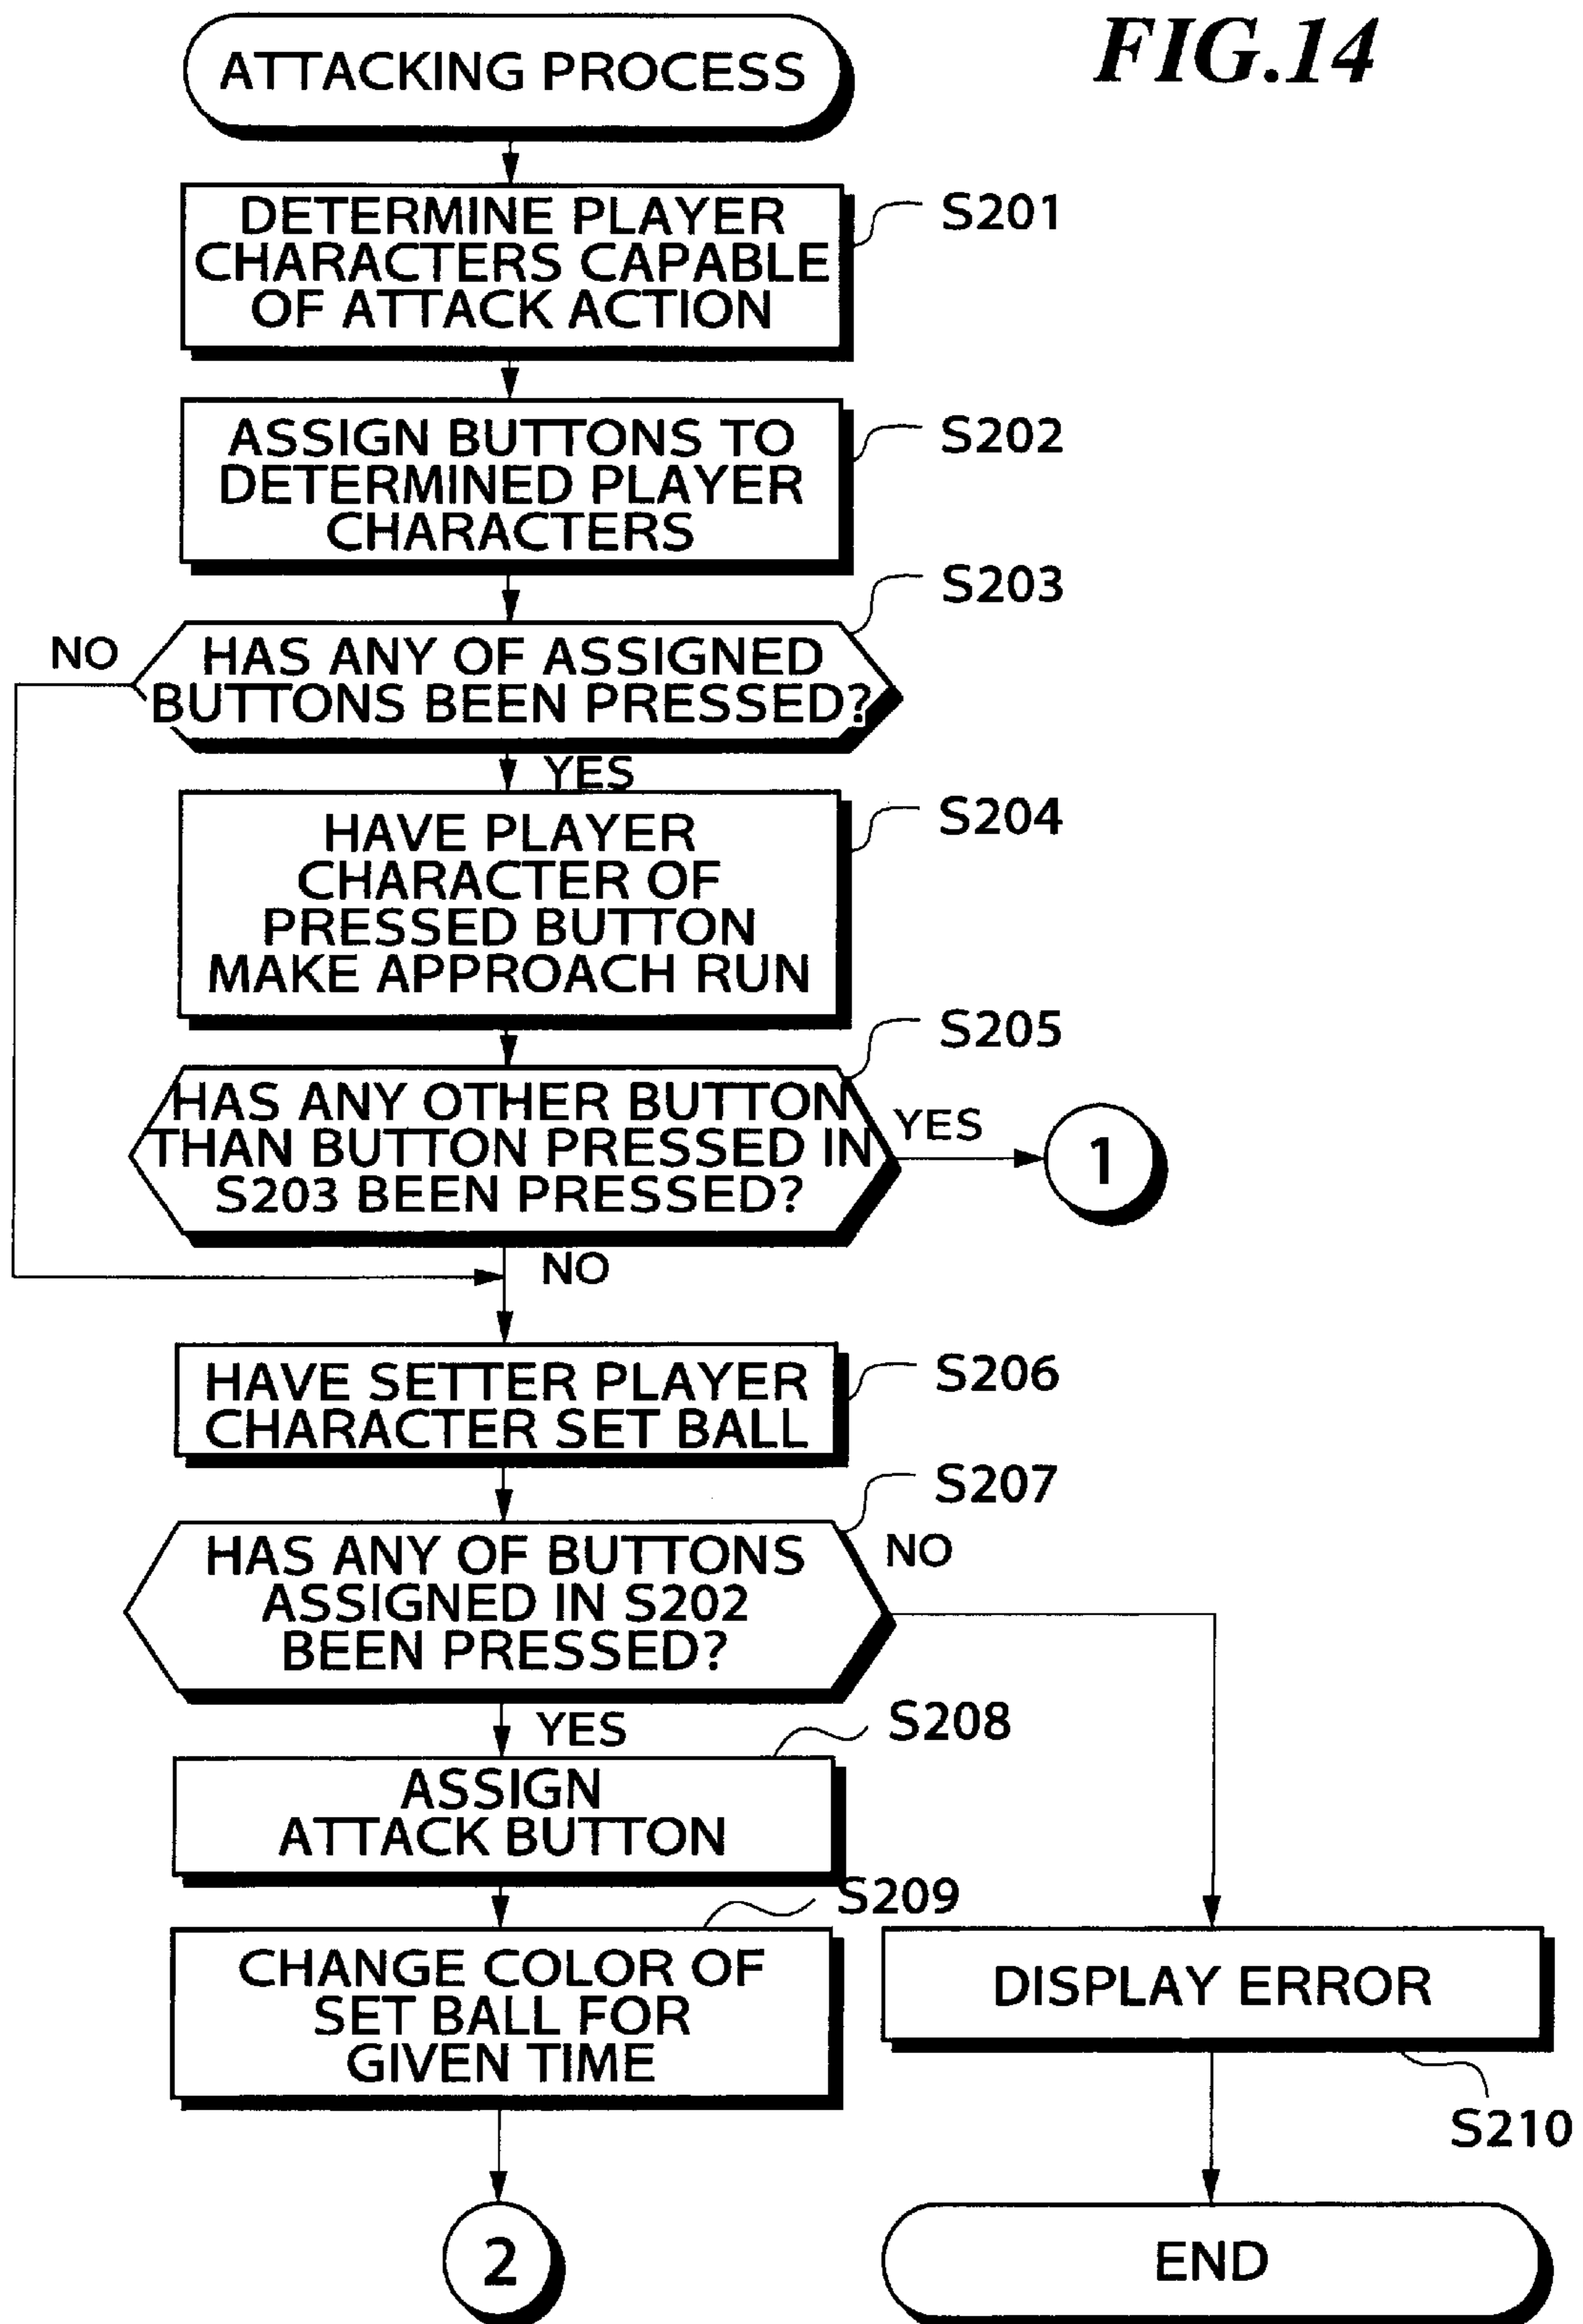 FIG.14
ATTACKING PROCESS
DETERMINE PLAYER
CHARACTERS CAPABLE
OF ATTACK ACTION
S201
ASSIGN BUTTONS TO
DETERMINED PLAYER
CHARACTERS
S202
S203
NO
HAS ANY OF ASSIGNED
BUTTONS BEEN PRESSED?
YES
HAVE PLAYER
CHARACTER OF
PRESSED BUTTON
MAKE APPROACH RUN
S204
S205
HAS ANY OTHER BUTTON
THAN BUTTON PRESSED IN
S203 BEEN PRESSED?
YES
1
NO
HAVE SETTER PLAYER
CHARACTER SET BALL
S206
S207
HAS ANY OF BUTTONS
ASSIGNED IN S202
BEEN PRESSED?
NO
YES
S208
ASSIGN
ATTACK BUTTON
S209
CHANGE COLOR OF
SET BALL FOR
GIVEN TIME
DISPLAY ERROR
S210
2
END